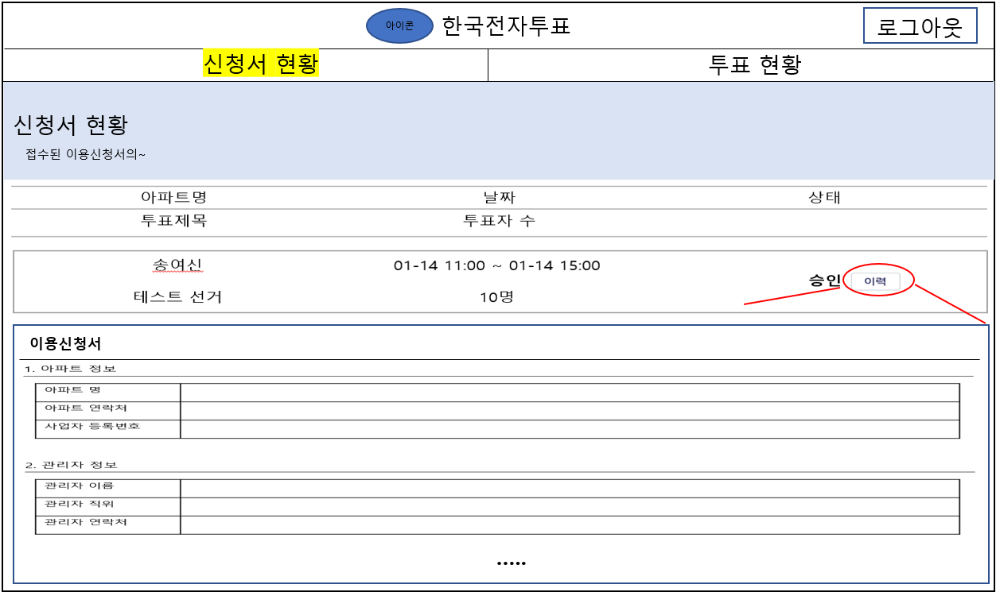 아이콘 한국전자투표 로그아웃
신청서 현황 투표 현황
신청서 현황
접수된 이용신청서의~
아파트명 날짜 상태
투표제목 투표자 수
송여신 01-14 11:00 ~ 01-14 15:00
승인 이력
테스트 선거 10명
이용신청서
1. 아파트 정보
아파트 명
아파트 연락처
사업자 등록번호
2. 관리자 정보
관리자 이름
관리자 직위
관리자 연락처
•••••